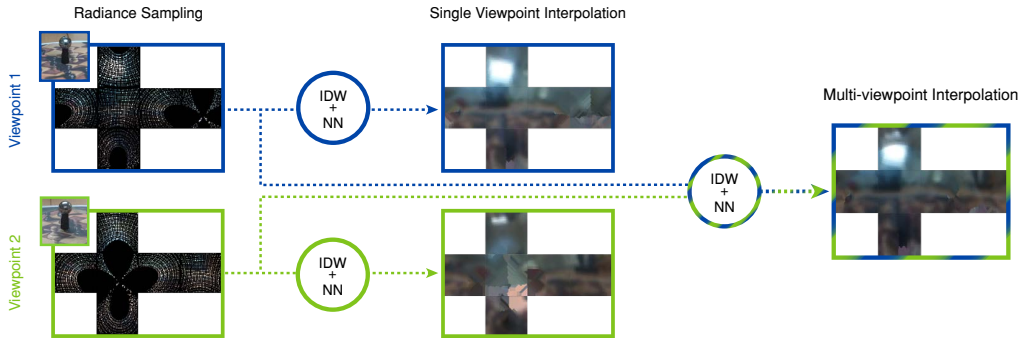 Radiance Sampling
Single Viewpoint Interpolation
Multi-viewpoint Interpolation
Viewpoint 1
IDW
+
NN
IDW
+
NN
Viewpoint 2
IDW
+
NN